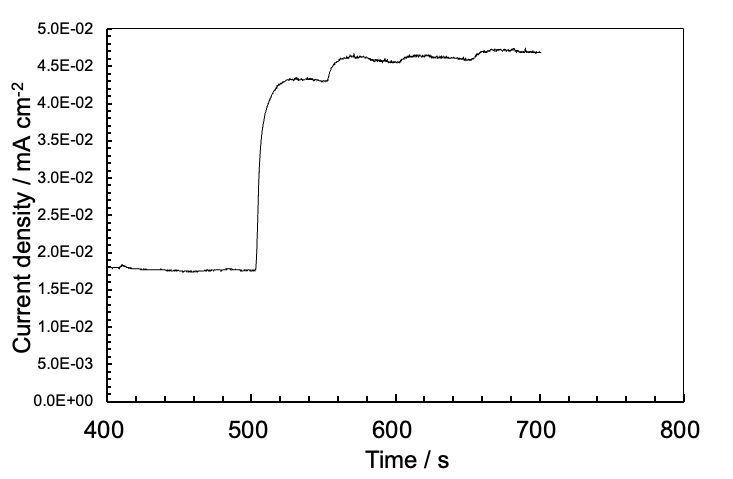 5.0E-02
4.5E-02
4.0E-02
3.5E-02
3.0E-02
2.5E-02
2.0E-02
1.5E-02
1.0E-02
5.0E-03
0.0E+00
Current density / mA cm⁻²
400 500 600 700 800
Time / s